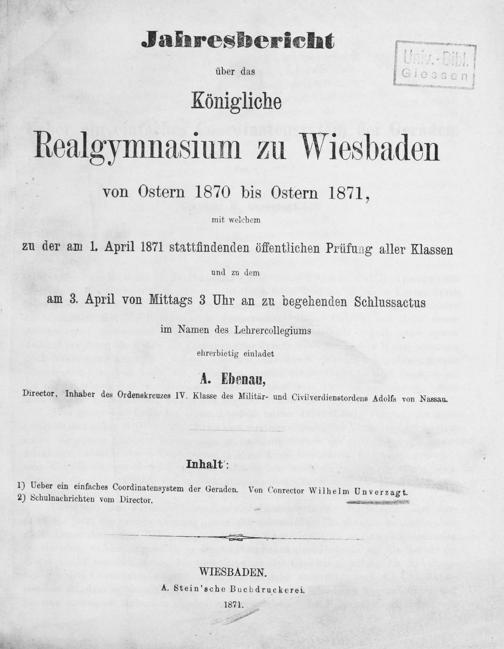 Jahresbericht
Univ.-Bibl.
Giessen
über das
Königliche
Realgymnasium zu Wiesbaden
von Ostern 1870 bis Ostern 1871,
mit welchem
zu der am 1. April 1871 stattfindenden öffentlichen Prüfung aller Klassen
und zu dem
am 3. April von Mittags 3 Uhr an zu begehenden Schlussactus
im Namen des Lehrercollegiums
ehrerbietig einladet
A. Ebenau,
Director, Inhaber des Ordenskreuzes IV. Klasse des Militär- und Civilverdienstordens Adolfs von Nassau.
Inhalt:
1) Ueber ein einfaches Coordinatensystem der Geraden. Von Conrector Wilhelm Unverzagt.
2) Schulnachrichten vom Director.
WIESBADEN.
A. Stein'sche Buchdruckerei.
1871.